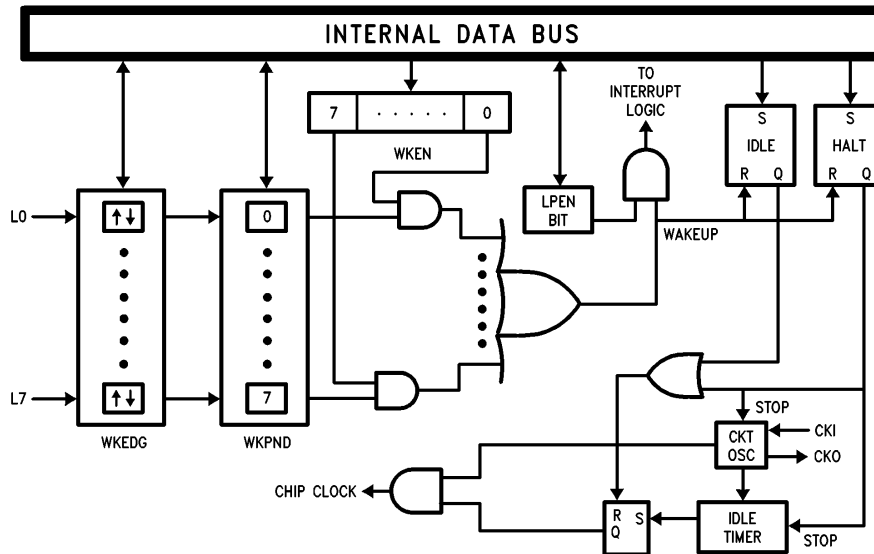 INTERNAL DATA BUS
TO
INTERRUPT
LOGIC
7 · · · · · 0
WKEN
S
IDLE
R Q
S
HALT
R Q
L0
↑↓
0
LPEN
BIT
WAKEUP
L7
↑↓
7
WKEDG
WKPND
STOP
CKT
OSC
CKI
CKO
CHIP CLOCK
R S
Q
IDLE
TIMER
STOP